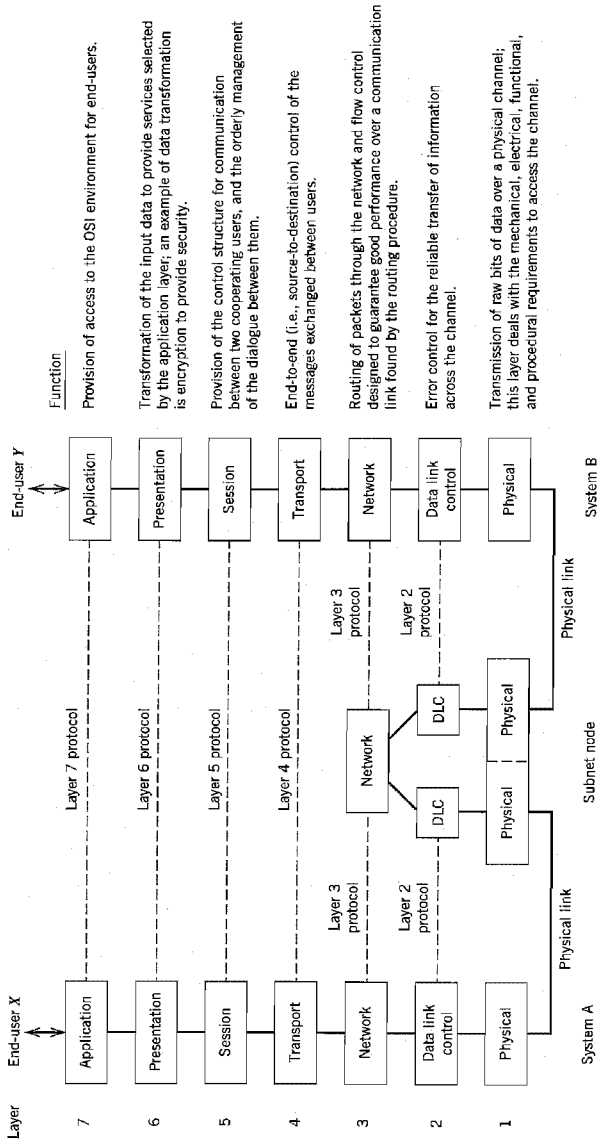 Layer
End-user X
End-user Y
Function
7
Application
Layer 7 protocol
Application
Provision of access to the OSI environment for end-users.
6
Presentation
Layer 6 protocol
Presentation
Transformation of the input data to provide services selected
by the application layer; an example of data transformation
is encryption to provide security.
5
Session
Layer 5 protocol
Session
Provision of the control structure for communication
between two cooperating users, and the orderly management
of the dialogue between them.
4
Transport
Layer 4 protocol
Transport
End-to-end (i.e., source-to-destination) control of the
messages exchanged between users.
3
Network
Layer 3
protocol
Network
Layer 3
protocol
Network
Routing of packets through the network and flow control
designed to guarantee good performance over a communication
link found by the routing procedure.
2
Data link
control
Layer 2
protocol
DLC
DLC
Layer 2
protocol
Data link
control
Error control for the reliable transfer of information
across the channel.
1
Physical
Physical
Physical
Physical
Transmission of raw bits of data over a physical channel;
this layer deals with the mechanical, electrical, functional,
and procedural requirements to access the channel.
Physical link
Physical link
System A
Subnet node
System B